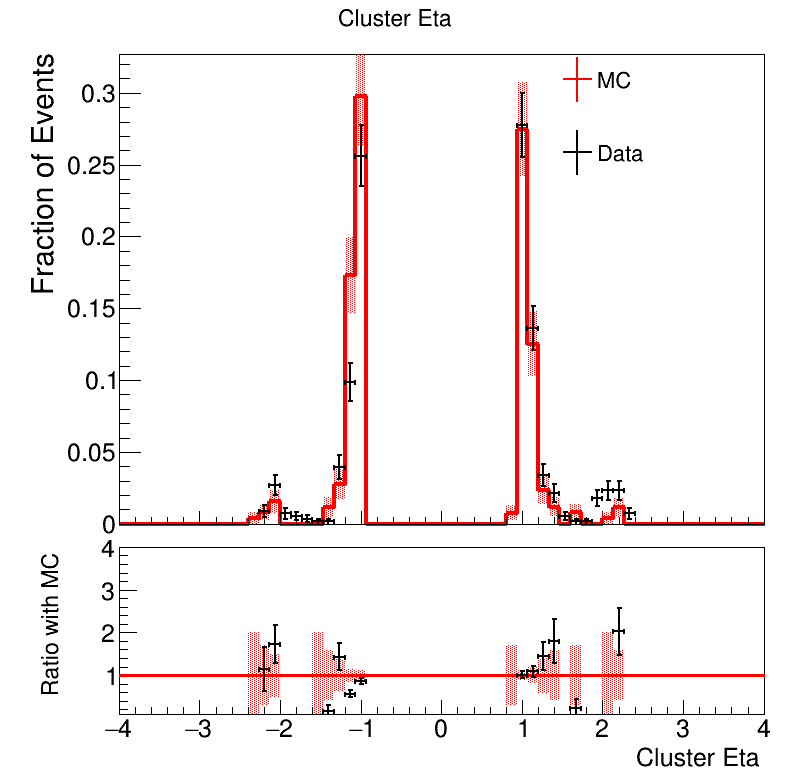 Cluster Eta
Fraction of Events
0.3
0.25
0.2
0.15
0.1
0.05
0
MC
Data
Ratio with MC
4
3
2
1
−4 −3 −2 −1 0 1 2 3 4
Cluster Eta